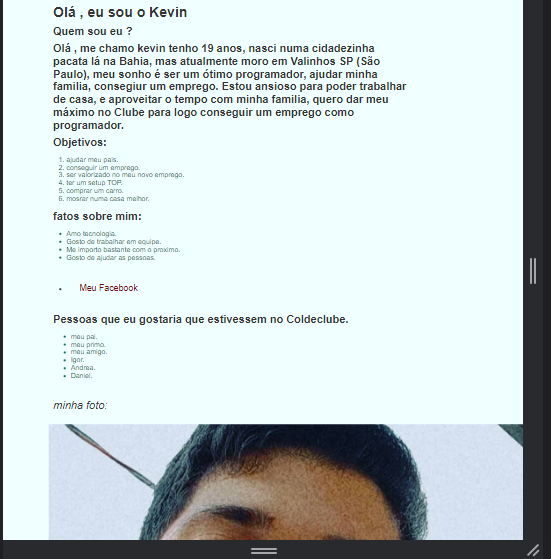 Olá , eu sou o Kevin
Quem sou eu ?
Olá , me chamo kevin tenho 19 anos, nasci numa cidadezinha
pacata lá na Bahia, mas atualmente moro em Valinhos SP (São
Paulo), meu sonho é ser um ótimo programador, ajudar minha
familia, consegiur um emprego. Estou ansioso para poder trabalhar
de casa, e aproveitar o tempo com minha familia, quero dar meu
máximo no Clube para logo conseguir um emprego como
programador.
Objetivos:
1. ajudar meu pais.
2. conseguir um emprego.
3. ser valorizado no meu novo emprego.
4. ter um setup TOP.
5. comprar um carro.
6. mosrar numa casa melhor.
fatos sobre mim:
Amo tecnologia.
Gosto de trabalhar em equipe.
Me importo bastante com o proximo.
Gosto de ajudar as pessoas.
Meu Facebook
Pessoas que eu gostaria que estivessem no Coldeclube.
meu pai.
meu primo.
meu amigo.
Igor.
Andrea.
Daniel.
minha foto: